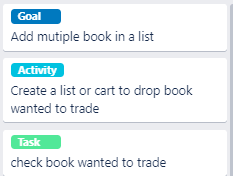 Goal
Add mutiple book in a list
Activity
Create a list or cart to drop book
wanted to trade
Task
check book wanted to trade